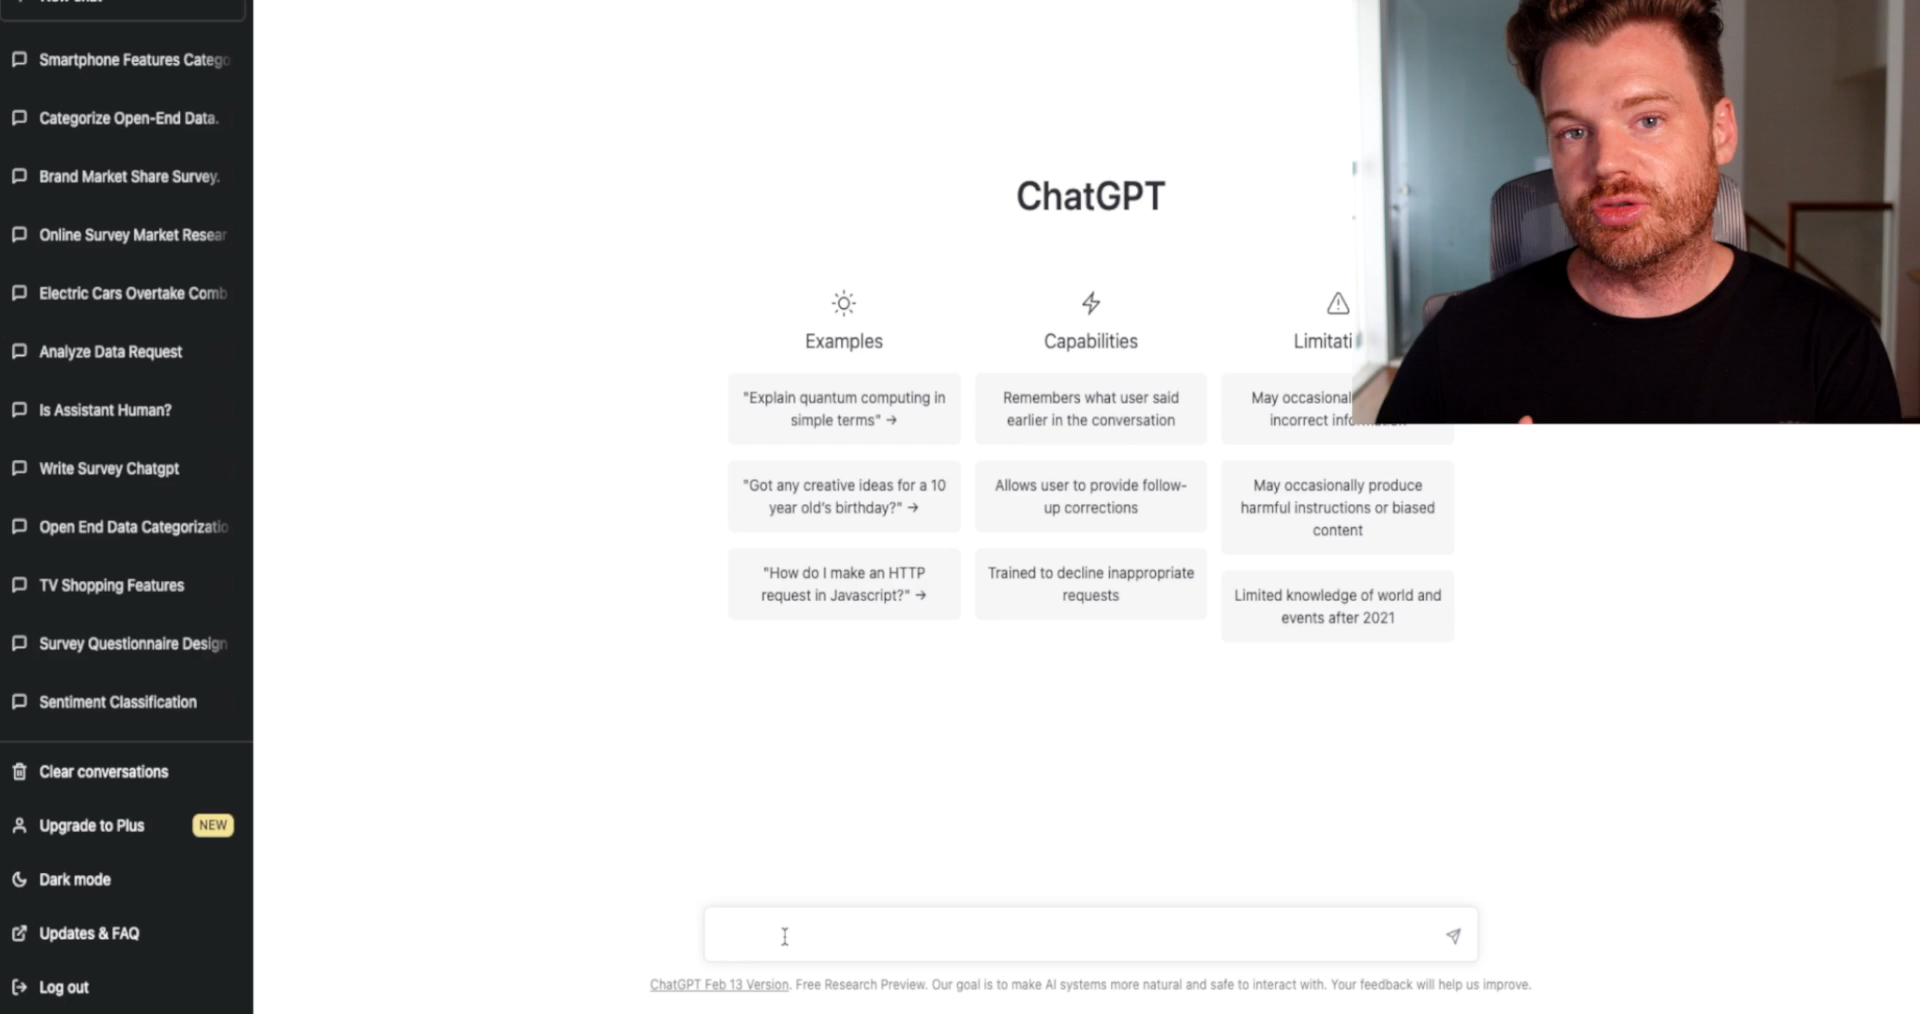 New chat
Smartphone Features Catego
Categorize Open-End Data.
Brand Market Share Survey.
Online Survey Market Resear
Electric Cars Overtake Comb
Analyze Data Request
Is Assistant Human?
Write Survey Chatgpt
Open End Data Categorizatio
TV Shopping Features
Survey Questionnaire Design
Sentiment Classification
Clear conversations
Upgrade to Plus
NEW
Dark mode
Updates & FAQ
Log out
ChatGPT
Examples
"Explain quantum computing in
simple terms" →
"Got any creative ideas for a 10
year old's birthday?" →
"How do I make an HTTP
request in Javascript?" →
Capabilities
Remembers what user said
earlier in the conversation
Allows user to provide follow-
up corrections
Trained to decline inappropriate
requests
Limitati
May occasional
incorrect info
May occasionally produce
harmful instructions or biased
content
Limited knowledge of world and
events after 2021
ChatGPT Feb 13 Version. Free Research Preview. Our goal is to make AI systems more natural and safe to interact with. Your feedback will help us improve.